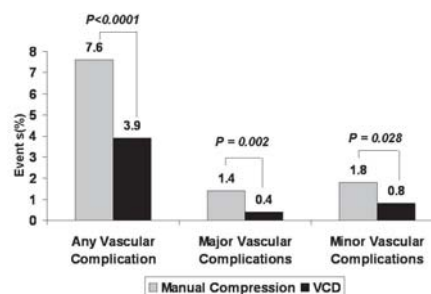 P<0.0001
8
7
6
5
4
3
2
1
0
Event s(%)
7.6
3.9
P = 0.002
1.4
0.4
P = 0.028
1.8
0.8
Any Vascular
Complication
Major Vascular
Complications
Minor Vascular
Complications
Manual Compression VCD